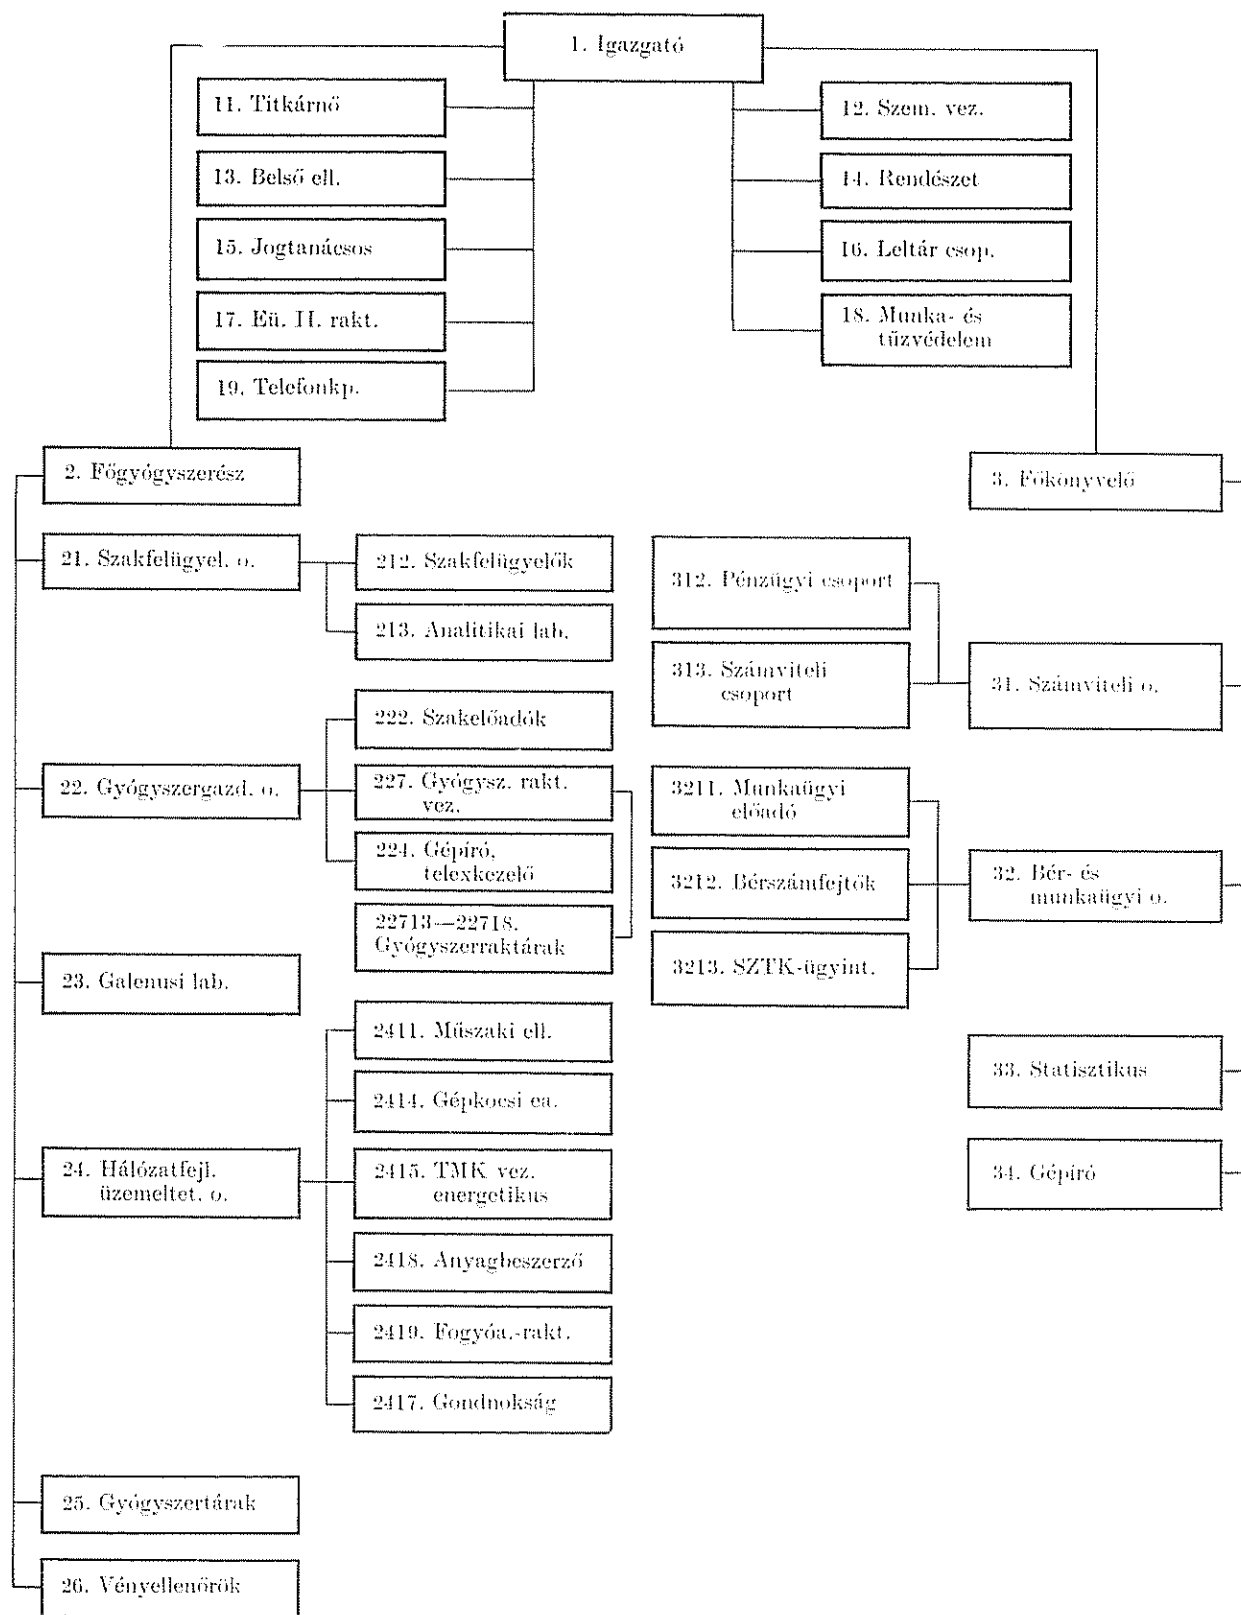 1. Igazgató
11. Titkárnő
12. Szem. vez.
13. Belső ell.
14. Rendészet
15. Jogtanácsos
16. Leltár csop.
17. Eü. II. rakt.
18. Munka- és
tűzvédelem
19. Telefonkp.
2. Főgyógyszerész
3. Főkönyvelő
21. Szakfelügyel. o.
212. Szakfelügyelők
213. Analitikai lab.
312. Pénzügyi csoport
313. Számviteli
csoport
31. Számviteli o.
222. Szakelőadók
22. Gyógyszergazd. o.
227. Gyógysz. rakt.
vez.
224. Gépíró,
telexkezelő
22713—22718.
Gyógyszerraktárak
3211. Munkaügyi
előadó
3212. Bérszámfejtők
3213. SZTK-ügyint.
32. Bér- és
munkaügyi o.
23. Galenusi lab.
2411. Műszaki ell.
2414. Gépkocsi ea.
24. Hálózatfejl.
üzemeltet. o.
2415. TMK vez.
energetikus
2418. Anyagbeszerző
2419. Fogyóa.-rakt.
2417. Gondnokság
33. Statisztikus
34. Gépíró
25. Gyógyszertárak
26. Vényellenőrök